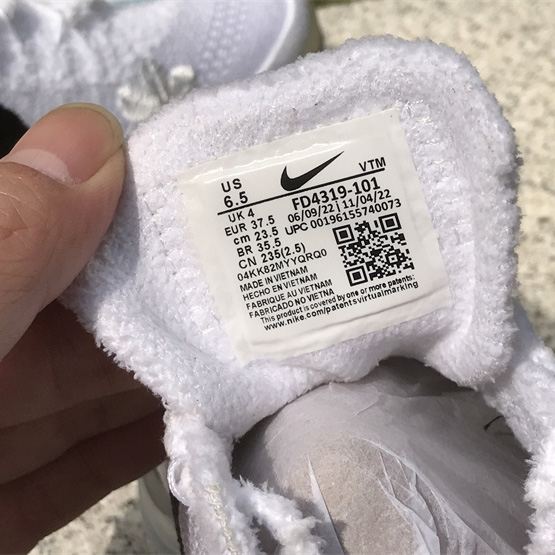 US
6.5
VTM
UK 4
FD4319-101
EUR 37.5
06/09/22 | 11/04/22
cm 23.5
UPC 00196155740073
BR 35.5
CN 235(2.5)
04KK82MYYQRQ0
MADE IN VIETNAM
HECHO EN VIETNAM
FABRIQUE AU VIETNAM
FABRICADO NO VIETNA
This product is covered by one or more patents:
www.nike.com/patentsvirtualmarking